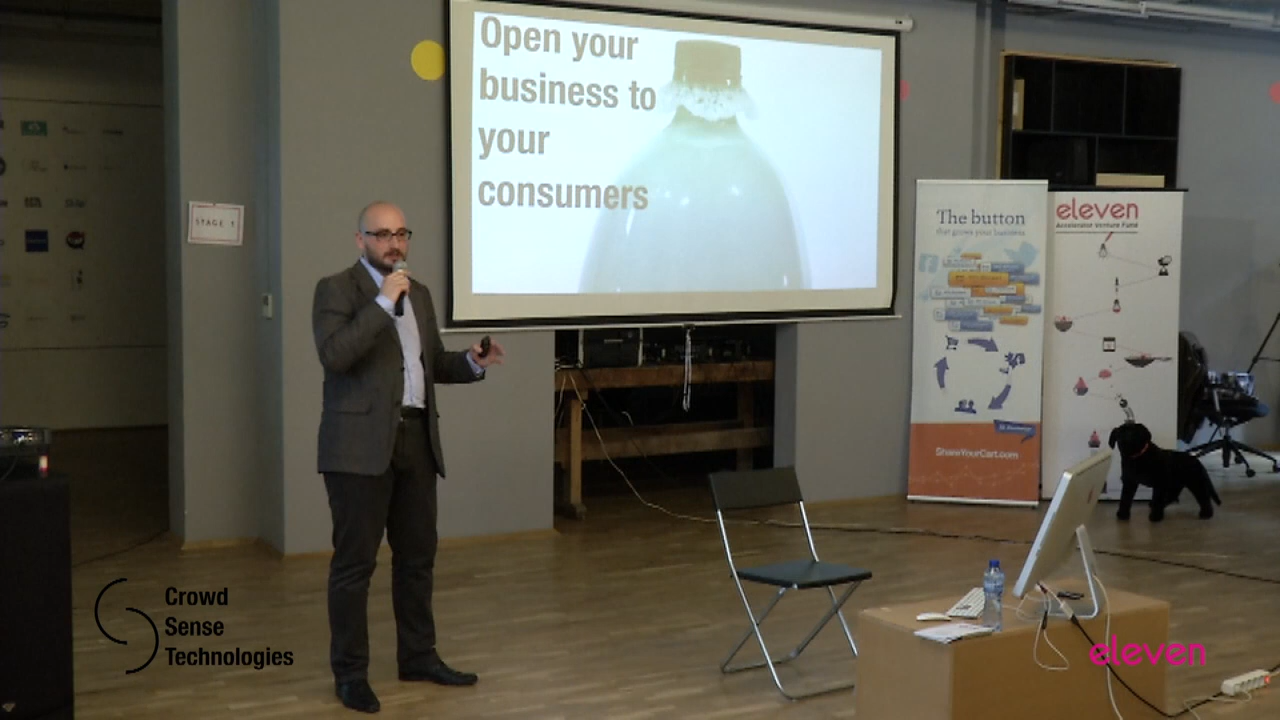 Open your
business to
your
consumers
STAGE 1
The button
that grows your business
ShareYourCart.com
eleven
Accelerator Venture Fund
Crowd
Sense
Technologies
eleven